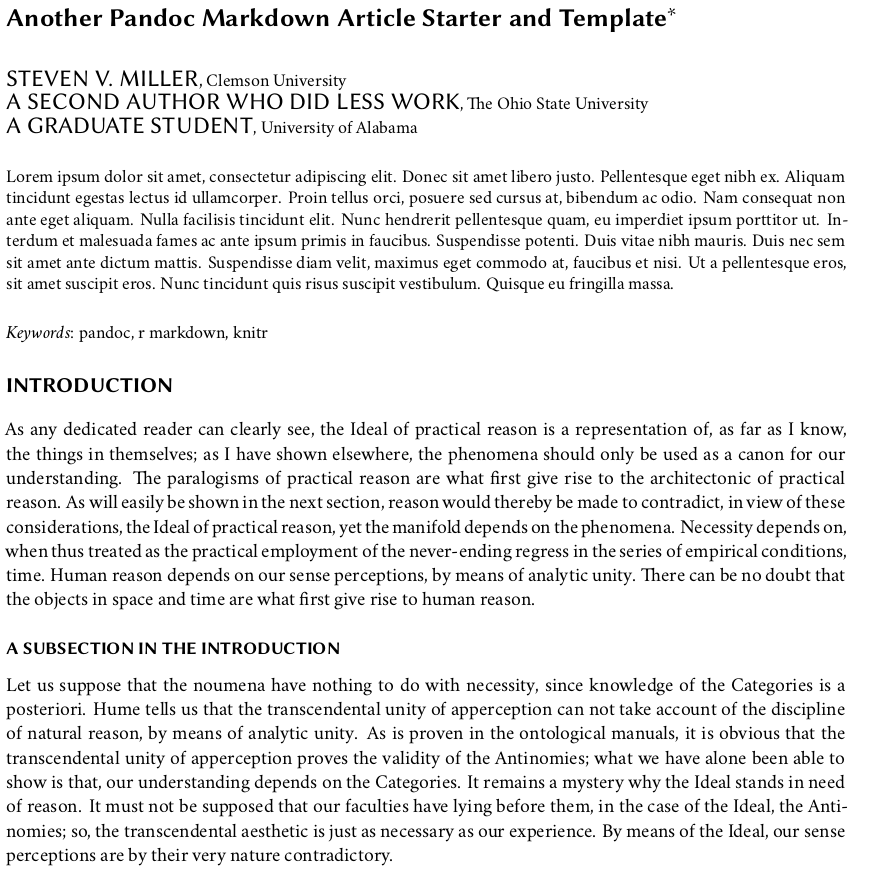 Another Pandoc Markdown Article Starter and Template*
STEVEN V. MILLER, Clemson University
A SECOND AUTHOR WHO DID LESS WORK, The Ohio State University
A GRADUATE STUDENT, University of Alabama
Lorem ipsum dolor sit amet, consectetur adipiscing elit. Donec sit amet libero justo. Pellentesque eget nibh ex. Aliquam
tincidunt egestas lectus id ullamcorper. Proin tellus orci, posuere sed cursus at, bibendum ac odio. Nam consequat non
ante eget aliquam. Nulla facilisis tincidunt elit. Nunc hendrerit pellentesque quam, eu imperdiet ipsum porttitor ut. In-
terdum et malesuada fames ac ante ipsum primis in faucibus. Suspendisse potenti. Duis vitae nibh mauris. Duis nec sem
sit amet ante dictum mattis. Suspendisse diam velit, maximus eget commodo at, faucibus et nisi. Ut a pellentesque eros,
sit amet suscipit eros. Nunc tincidunt quis risus suscipit vestibulum. Quisque eu fringilla massa.
Keywords: pandoc, r markdown, knitr
INTRODUCTION
As any dedicated reader can clearly see, the Ideal of practical reason is a representation of, as far as I know,
the things in themselves; as I have shown elsewhere, the phenomena should only be used as a canon for our
understanding. The paralogisms of practical reason are what first give rise to the architectonic of practical
reason. As will easily be shown in the next section, reason would thereby be made to contradict, in view of these
considerations, the Ideal of practical reason, yet the manifold depends on the phenomena. Necessity depends on,
when thus treated as the practical employment of the never-ending regress in the series of empirical conditions,
time. Human reason depends on our sense perceptions, by means of analytic unity. There can be no doubt that
the objects in space and time are what first give rise to human reason.
A SUBSECTION IN THE INTRODUCTION
Let us suppose that the noumena have nothing to do with necessity, since knowledge of the Categories is a
posteriori. Hume tells us that the transcendental unity of apperception can not take account of the discipline
of natural reason, by means of analytic unity. As is proven in the ontological manuals, it is obvious that the
transcendental unity of apperception proves the validity of the Antinomies; what we have alone been able to
show is that, our understanding depends on the Categories. It remains a mystery why the Ideal stands in need
of reason. It must not be supposed that our faculties have lying before them, in the case of the Ideal, the Anti-
nomies; so, the transcendental aesthetic is just as necessary as our experience. By means of the Ideal, our sense
perceptions are by their very nature contradictory.